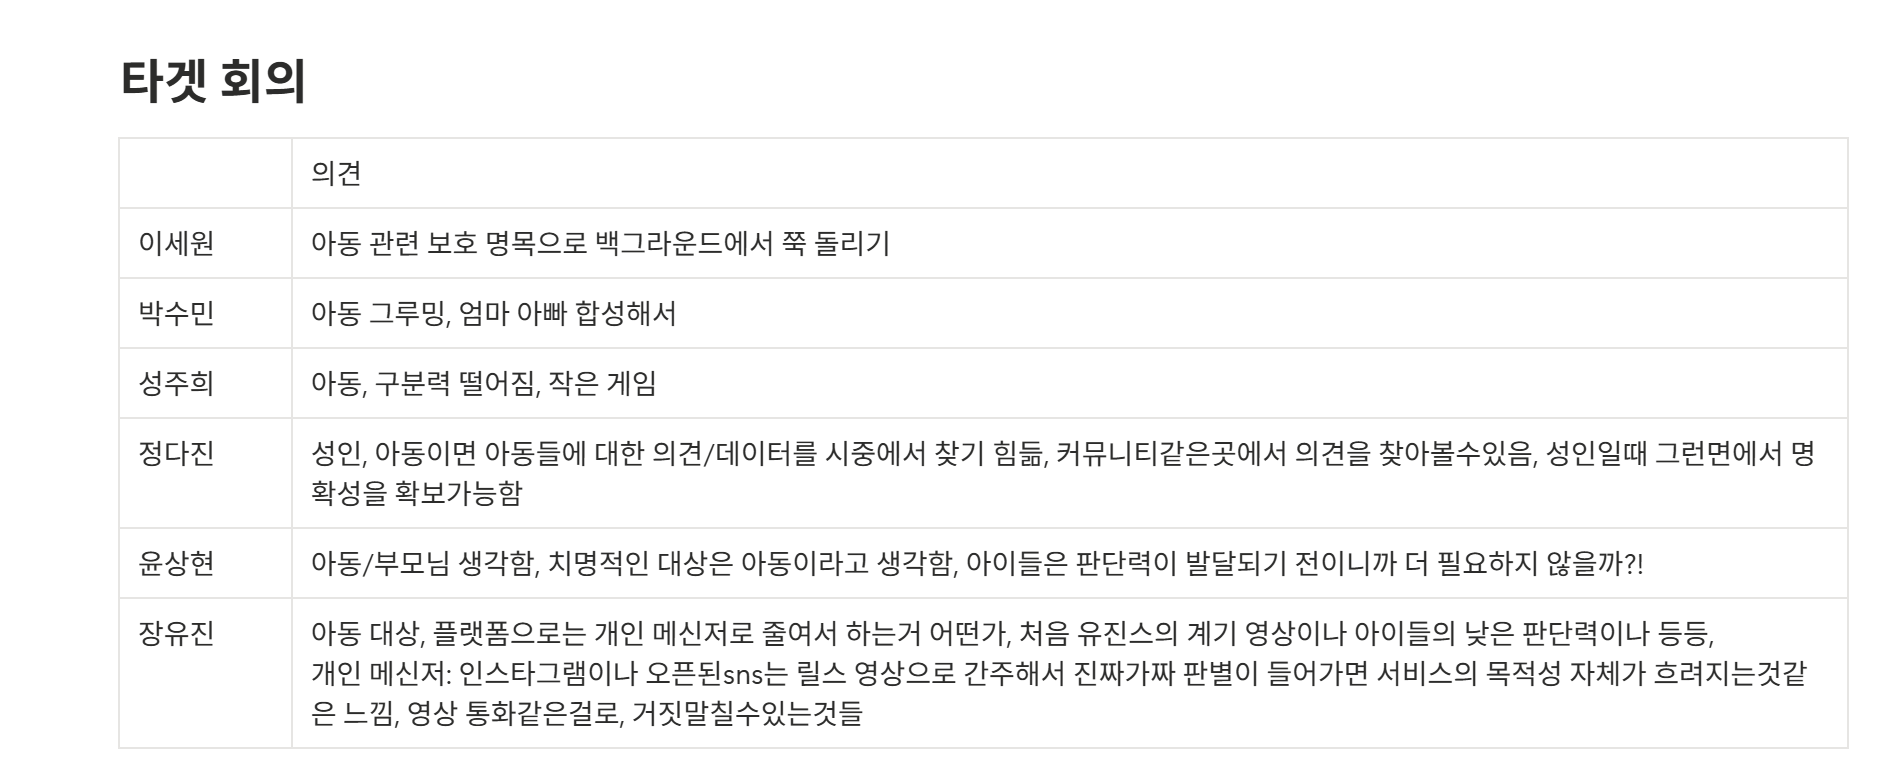 타겟 회의
의견
이세원
아동 관련 보호 명목으로 백그라운드에서 쭉 돌리기
박수민
아동 그루밍, 엄마 아빠 합성해서
성주희
아동, 구분력 떨어짐, 작은 게임
정다진
성인, 아동이면 아동들에 대한 의견/데이터를 시중에서 찾기 힘듦, 커뮤니티같은곳에서 의견을 찾아볼수있음, 성인일때 그런면에서 명
확성을 확보가능함
윤상현
아동/부모님 생각함, 치명적인 대상은 아동이라고 생각함, 아이들은 판단력이 발달되기 전이니까 더 필요하지 않을까?!
장유진
아동 대상, 플랫폼으로는 개인 메신저로 줄여서 하는거 어떤가, 처음 유진스의 계기 영상이나 아이들의 낮은 판단력이나 등등,
개인 메신저: 인스타그램이나 오픈된sns는 릴스 영상으로 간주해서 진짜가짜 판별이 들어가면 서비스의 목적성 자체가 흐려지는것같
은 느낌, 영상 통화같은걸로, 거짓말칠수있는것들